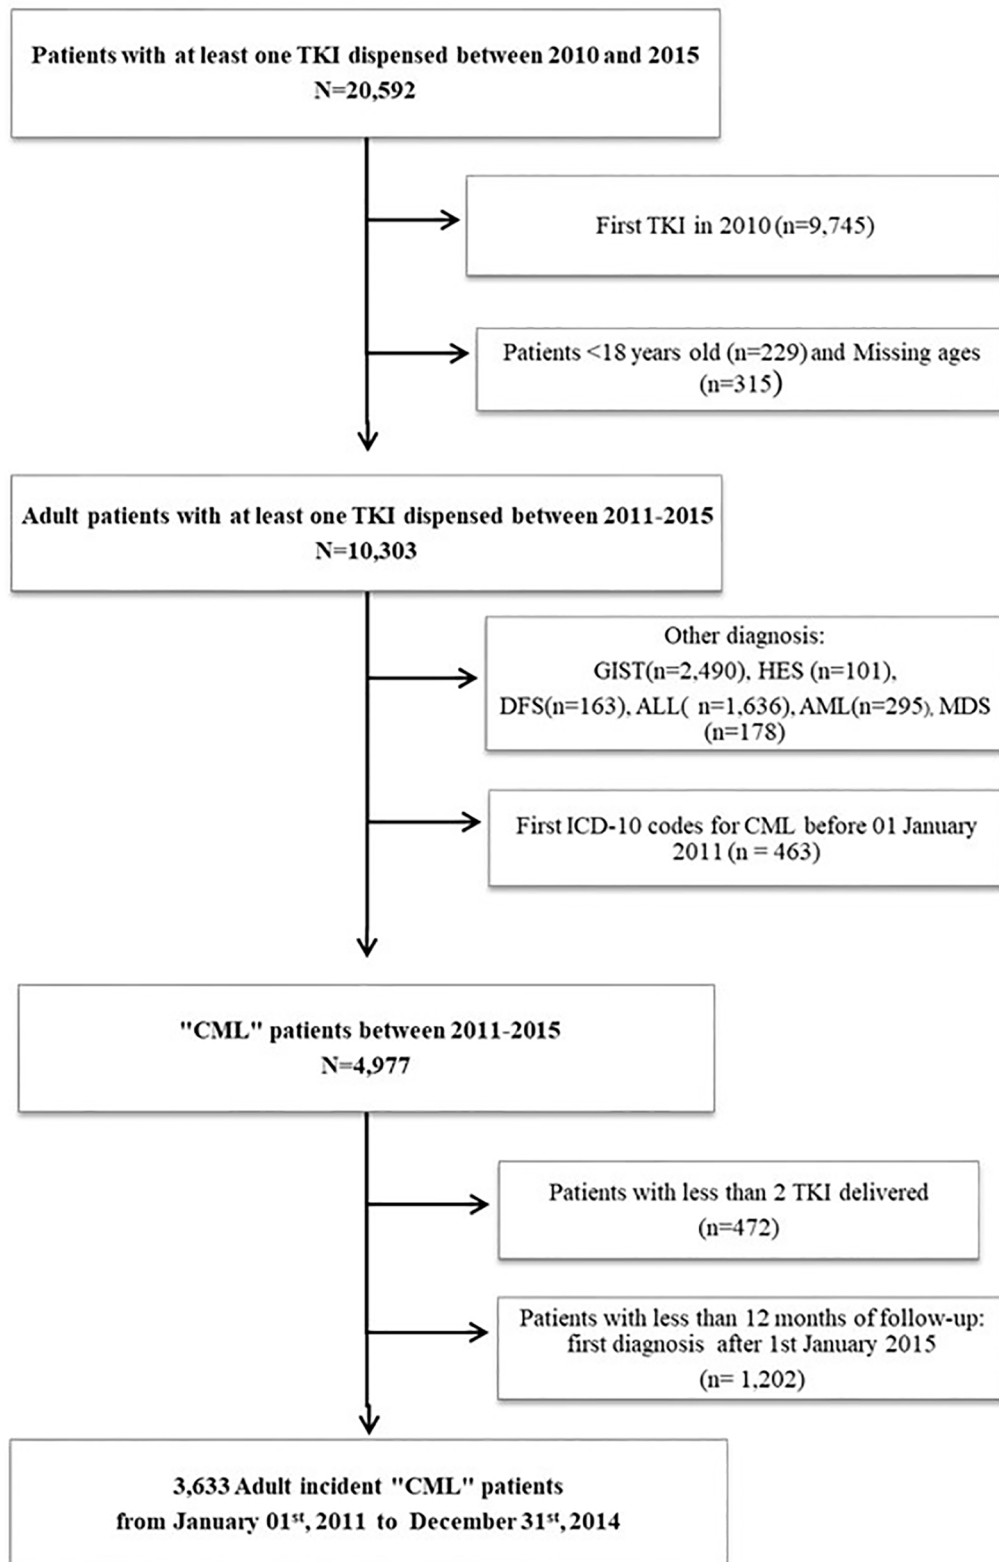 Patients with at least one TKI dispensed between 2010 and 2015
N=20,592
First TKI in 2010 (n=9,745)
Patients <18 years old (n=229) and Missing ages
(n=315)
Adult patients with at least one TKI dispensed between 2011-2015
N=10,303
Other diagnosis:
GIST(n=2,490), HES (n=101),
DFS(n=163), ALL( n=1,636), AML(n=295), MDS
(n=178)
First ICD-10 codes for CML before 01 January
2011 (n = 463)
"CML" patients between 2011-2015
N=4,977
Patients with less than 2 TKI delivered
(n=472)
Patients with less than 12 months of follow-up:
first diagnosis after 1st January 2015
(n= 1,202)
3,633 Adult incident "CML" patients
from January 01st, 2011 to December 31st, 2014